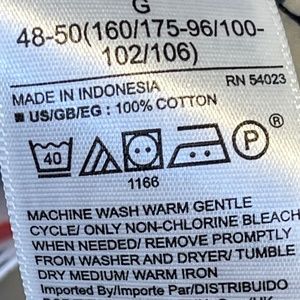 G
48-50(160/175-96/100-
102/106)
MADE IN INDONESIA RN 54023
■ US/GB/EG : 100% COTTON
40 P ®
1166
MACHINE WASH WARM GENTLE
CYCLE/ ONLY NON-CHLORINE BLEACH
WHEN NEEDED/ REMOVE PROMPTLY
FROM WASHER AND DRYER/ TUMBLE
DRY MEDIUM/ WARM IRON
Imported By/Importe Par/Distribuido